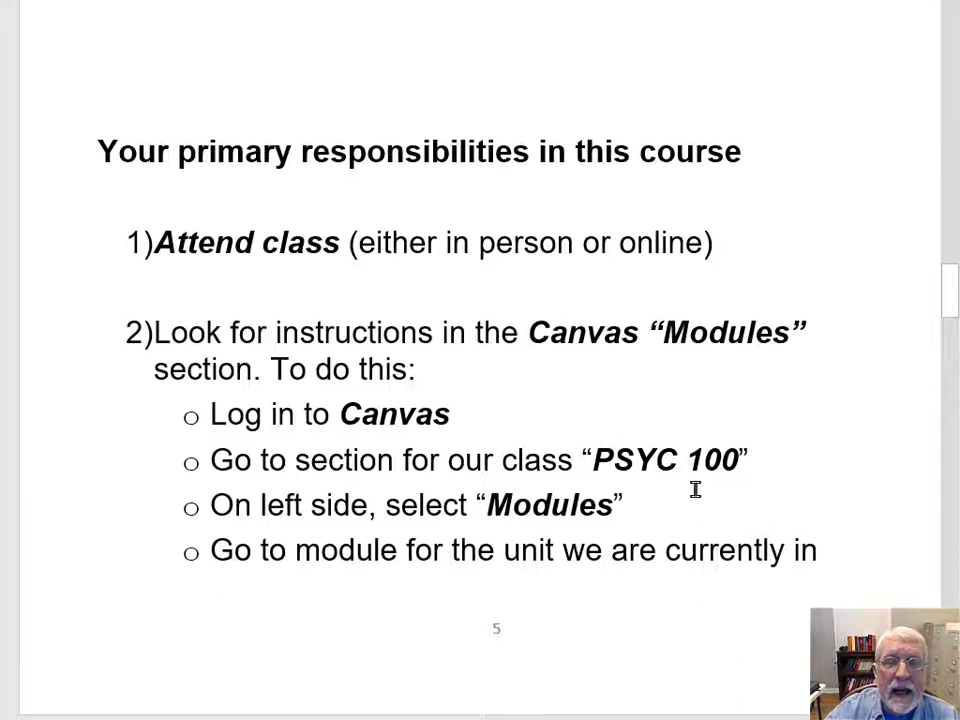 Your primary responsibilities in this course
1)Attend class (either in person or online)
2)Look for instructions in the Canvas “Modules”
section. To do this:
o Log in to Canvas
o Go to section for our class “PSYC 100”
o On left side, select “Modules”
o Go to module for the unit we are currently in
5